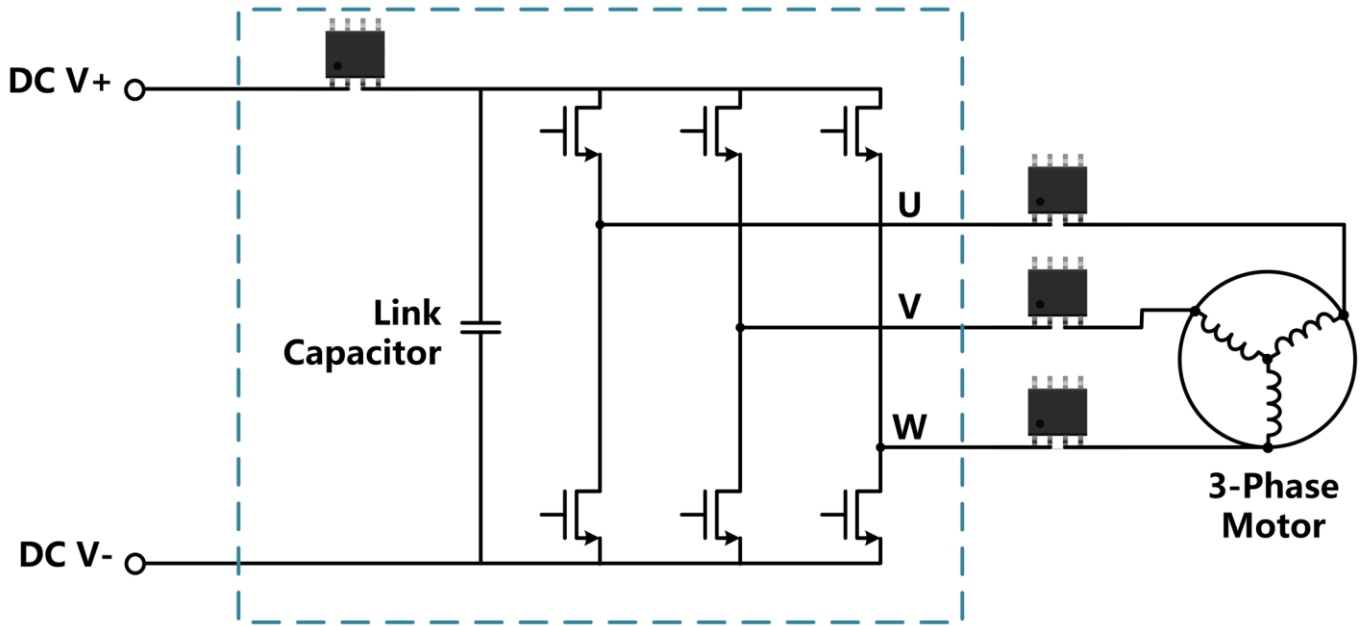 DC V+
U
V
Link
Capacitor
W
3-Phase
Motor
DC V-